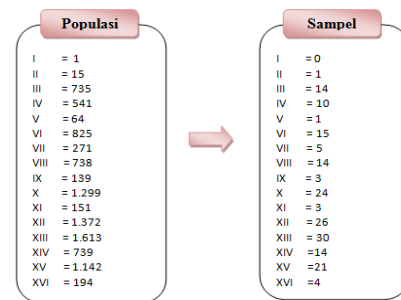 Populasi
I = 1
II = 15
III = 735
IV = 541
V = 64
VI = 825
VII = 271
VIII = 738
IX = 139
X = 1.299
XI = 151
XII = 1.372
XIII = 1.613
XIV = 739
XV = 1.142
XVI = 194
Sampel
I = 0
II = 1
III = 14
IV = 10
V = 1
VI = 15
VII = 5
VIII = 14
IX = 3
X = 24
XI = 3
XII = 26
XIII = 30
XIV =14
XV =21
XVI =4